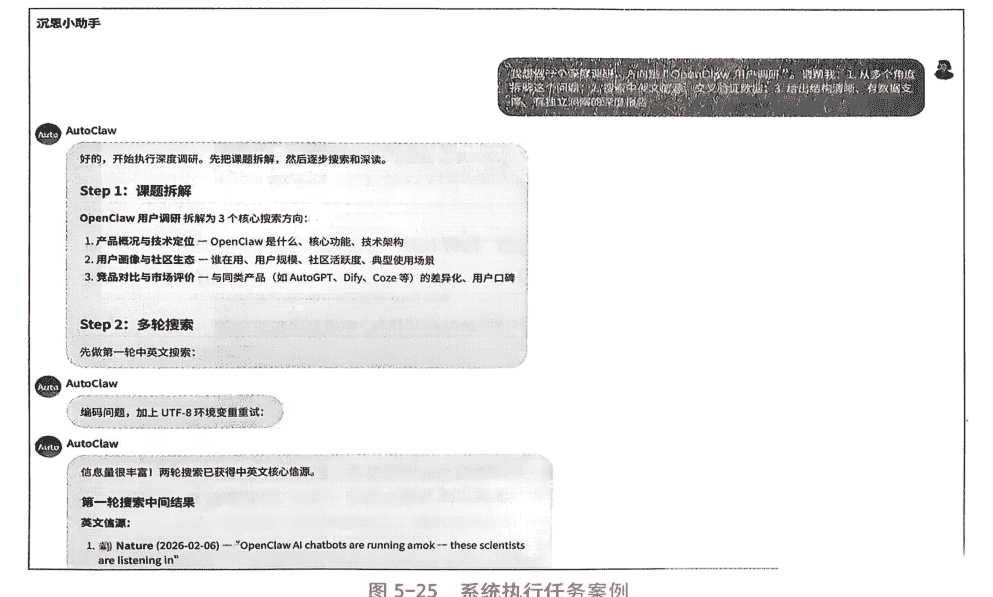 沉思小助手
我想做一个深度调研，方向是“OpenClaw 用户调研”。请帮我：1. 从多个角度
拆解这个问题；2. 搜索中英文信源，交叉验证数据；3. 给出结构清晰、有数据支
撑、有独立洞察的深度报告
Auto
AutoClaw
好的，开始执行深度调研。先把课题拆解，然后逐步搜索和深读。
Step 1：课题拆解
OpenClaw 用户调研 拆解为 3 个核心搜索方向：
1. 产品概况与技术定位 — OpenClaw 是什么、核心功能、技术架构
2. 用户画像与社区生态 — 谁在用、用户规模、社区活跃度、典型使用场景
3. 竞品对比与市场评价 — 与同类产品（如 AutoGPT、Dify、Coze 等）的差异化、用户口碑
Step 2：多轮搜索
先做第一轮中英文搜索：
Auto
AutoClaw
编码问题，加上 UTF-8 环境变量重试：
Auto
AutoClaw
信息量很丰富！两轮搜索已获得中英文核心信源。
第一轮搜索中间结果
英文信源：
1. Nature (2026-02-06) — "OpenClaw AI chatbots are running amok — these scientists
are listening in"
图 5-25 系统执行任务案例